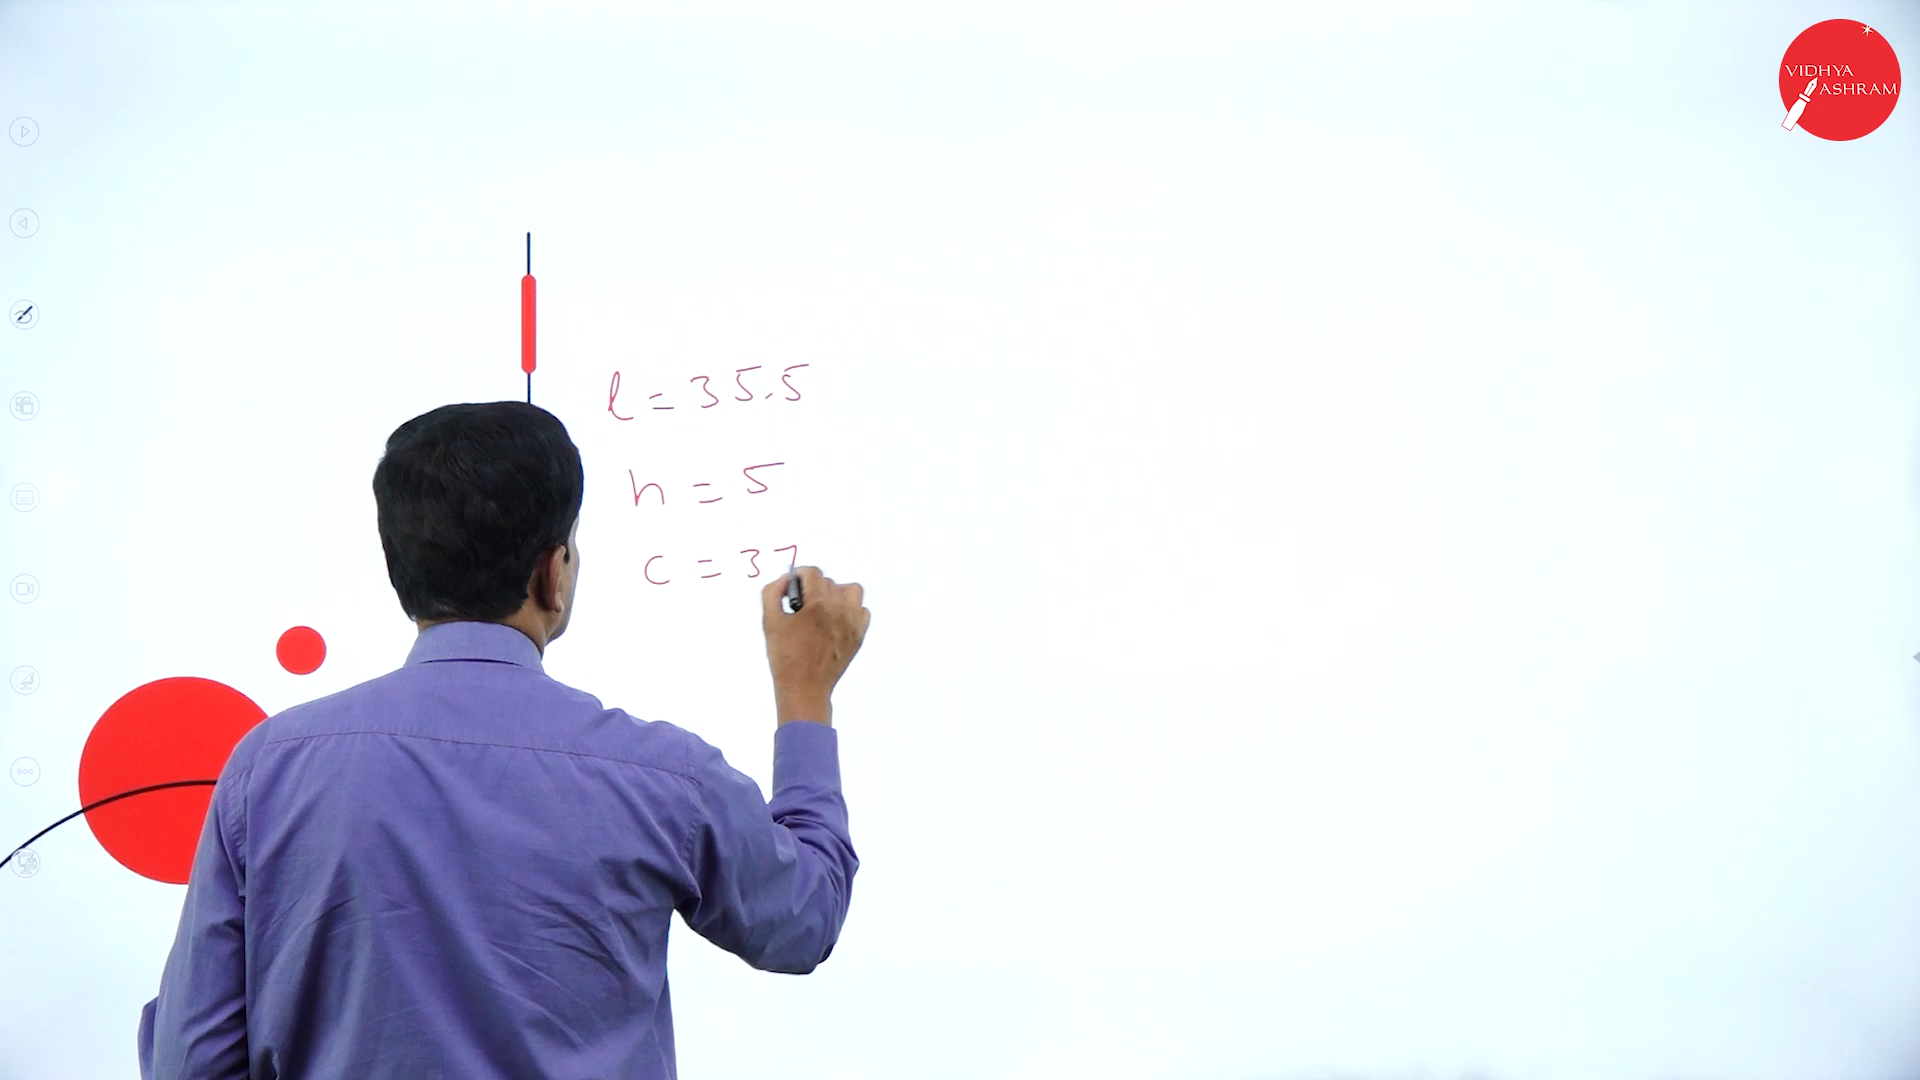 VIDHYA
ASHRAM
l = 35.5
h = 5
c = 37